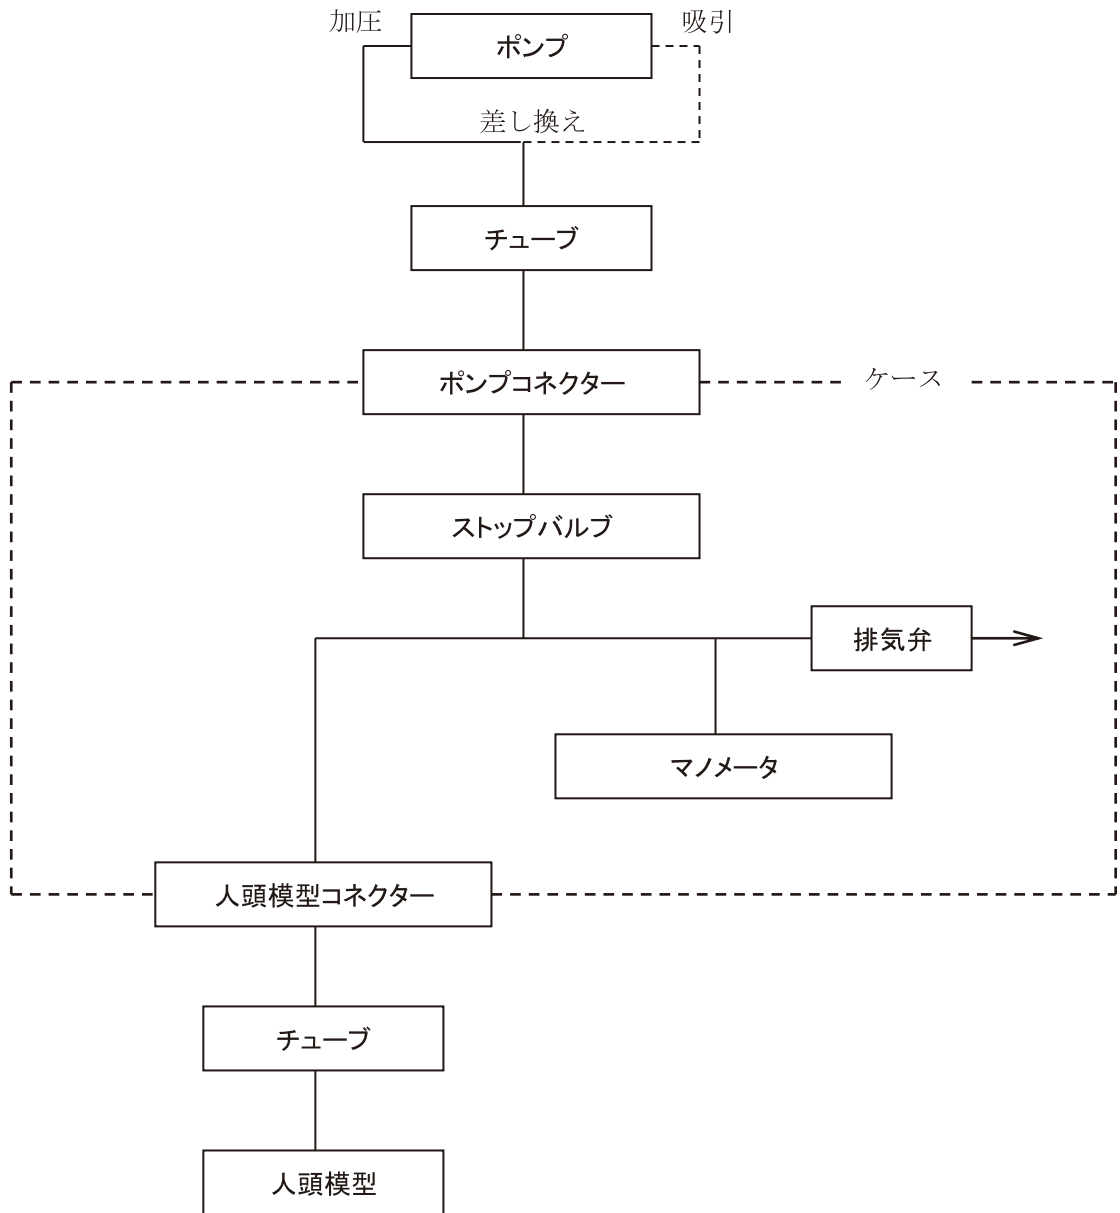 加圧
ポンプ
吸引
差し換え
チューブ
ポンプコネクター
ケース
ストップバルブ
排気弁
マノメータ
人頭模型コネクター
チューブ
人頭模型